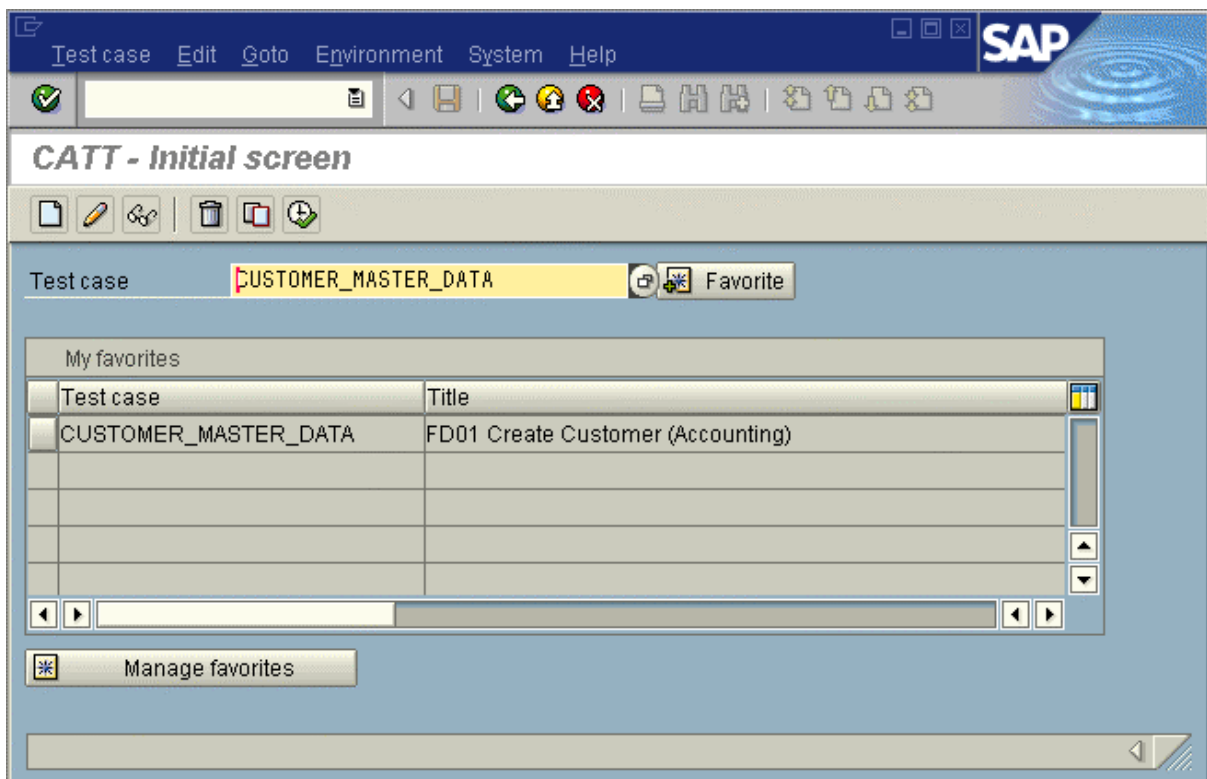 Test case Edit Goto Environment System Help
SAP
CATT - Initial screen
Test case CUSTOMER_MASTER_DATA Favorite
My favorites
Test case Title
CUSTOMER_MASTER_DATA FD01 Create Customer (Accounting)
Manage favorites